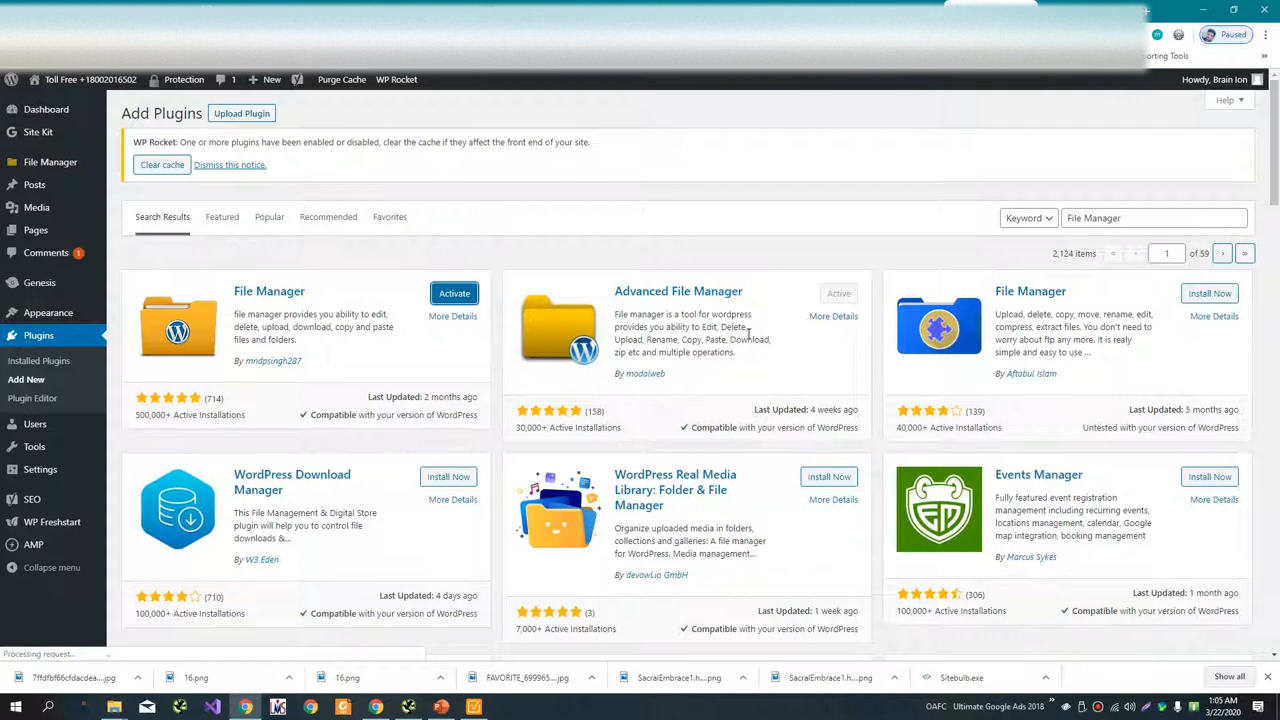 Paused
orting Tools
Toll Free +18002016502
Protection
1
New
Purge Cache
WP Rocket
Howdy, Brain Ion
Dashboard
Site Kit
File Manager
Posts
Media
Pages
Comments 1
Genesis
Appearance
Plugins
Installed Plugins
Add New
Plugin Editor
Users
Tools
Settings
SEO
WP Freshstart
AMP
Collapse menu
Add Plugins
Upload Plugin
Help
WP Rocket: One or more plugins have been enabled or disabled, clear the cache if they affect the front end of your site.
Clear cache
Dismiss this notice.
Search Results
Featured
Popular
Recommended
Favorites
Keyword
File Manager
2,124 items
«
‹
1
of 59
›
»
File Manager
Activate
More Details
file manager provides you ability to edit,
delete, upload, download, copy and paste
files and folders.
By mndpsingh287
(714)
Last Updated: 2 months ago
500,000+ Active Installations
✓ Compatible with your version of WordPress
Advanced File Manager
Active
More Details
File manager is a tool for wordpress
provides you ability to Edit, Delete,
Upload, Rename, Copy, Paste, Download,
zip etc and multiple operations.
By modalweb
(158)
Last Updated: 4 weeks ago
30,000+ Active Installations
✓ Compatible with your version of WordPress
File Manager
Install Now
More Details
Upload, delete, copy, move, rename, edit,
compress, extract files. You don't need to
worry about ftp any more. It is realy
simple and easy to use ...
By Aftabul Islam
(139)
Last Updated: 5 months ago
40,000+ Active Installations
Untested with your version of WordPress
WordPress Download
Manager
Install Now
More Details
This File Management & Digital Store
plugin will help you to control file
downloads &...
By W3 Eden
(710)
Last Updated: 4 days ago
100,000+ Active Installations
✓ Compatible with your version of WordPress
WordPress Real Media
Library: Folder & File
Manager
Install Now
More Details
Organize uploaded media in folders,
collections and galleries: A file manager
for WordPress. Media management...
By devowl.io GmbH
(3)
Last Updated: 1 week ago
7,000+ Active Installations
✓ Compatible with your version of WordPress
Events Manager
Install Now
More Details
Fully featured event registration
management including recurring events,
locations management, calendar, Google
map integration, booking management
By Marcus Sykes
(306)
Last Updated: 1 month ago
100,000+ Active Installations
✓ Compatible with your version of WordPress
Processing request...
7ffdfbf66cfdacdea....jpg
16.png
16.png
FAVORITE_699965....jpg
SacralEmbrace1.h....png
SacralEmbrace1.h....png
Sitebulb.exe
Show all
OAFC
Ultimate Google Ads 2018
1:05 AM
3/22/2020